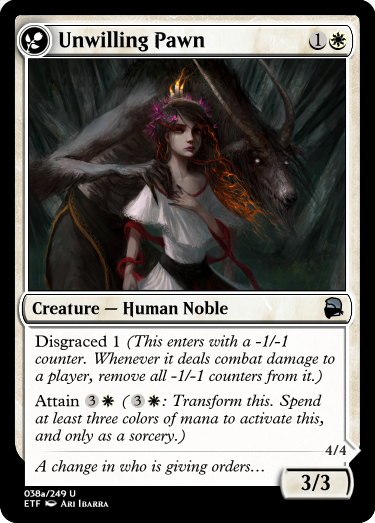 Unwilling Pawn 1
Creature — Human Noble
Disgraced 1 (This enters with a -1/-1
counter. Whenever it deals combat damage to
a player, remove all -1/-1 counters from it.)
Attain 3 ( 3 : Transform this. Spend
at least three colors of mana to activate this,
and only as a sorcery.)
4/4
A change in who is giving orders...
3/3
038a/249 U
ETF Ari Ibarra